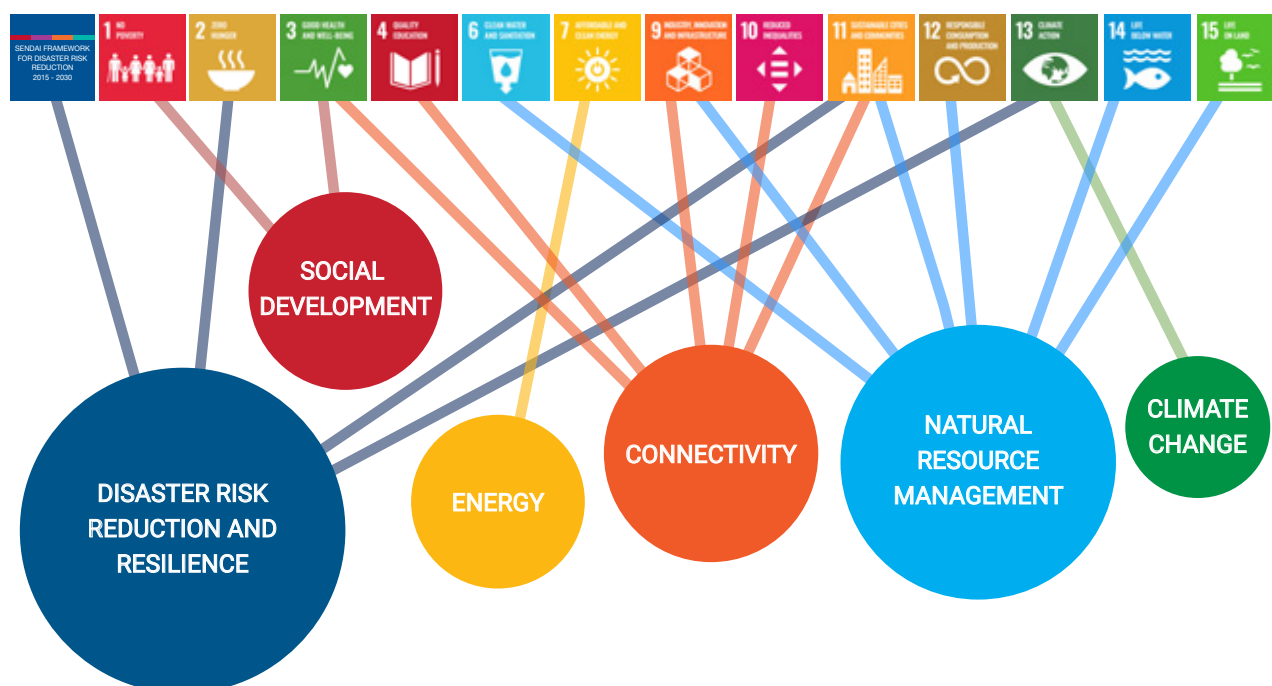 SENDAI FRAMEWORK
FOR DISASTER RISK
REDUCTION
2015 - 2030
1 NO
POVERTY
2 ZERO
HUNGER
3 GOOD HEALTH
AND WELL-BEING
4 QUALITY
EDUCATION
6 CLEAN WATER
AND SANITATION
7 AFFORDABLE AND
CLEAN ENERGY
9 INDUSTRY, INNOVATION
AND INFRASTRUCTURE
10 REDUCED
INEQUALITIES
11 SUSTAINABLE CITIES
AND COMMUNITIES
12 RESPONSIBLE
CONSUMPTION
AND PRODUCTION
13 CLIMATE
ACTION
14 LIFE
BELOW WATER
15 LIFE
ON LAND
SOCIAL
DEVELOPMENT
DISASTER RISK
REDUCTION AND
RESILIENCE
ENERGY
CONNECTIVITY
NATURAL
RESOURCE
MANAGEMENT
CLIMATE
CHANGE